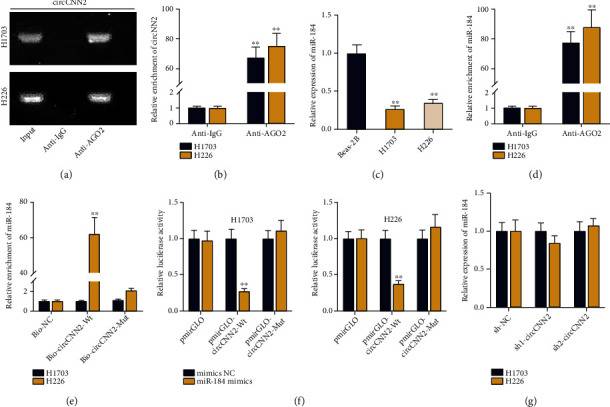 circCNN2
H1703
H226
Input
Anti-IgG
Anti-AGO2
(a)
Relative enrichment of circNN2
100
80
60
2
1
0
**
**
Anti-IgG
Anti-AGO2
H1703
H226
(b)
Relative expression of miR-184
1.5
1.0
0.5
0.0
**
**
Beas-2B
H1703
H226
(c)
Relative enrichment of miR-184
100
80
60
2
1
0
**
**
Anti-IgG
Anti-AGO2
H1703
H226
(d)
Relative enrichment of miR-184
80
60
40
2
0
**
Bio-NC
Bio-circCNN2-Wt
Bio-circCNN2-Mut
H1703
H226
(e)
Relative luciferase activity
1.5
1.0
0.5
0.0
H1703
**
pmirGLO
pmirGLO-
circCNN2-Wt
pmirGLO-
circCNN2-Mut
mimics NC
miR-184 mimics
Relative luciferase activity
1.5
1.0
0.5
0.0
H226
**
pmirGLO
pmirGLO-
circCNN2-Wt
pmirGLO-
circCNN2-Mut
(f)
Relative expression of miR-184
1.5
1.0
0.5
0.0
sh-NC
sh1-circCNN2
sh2-circCNN2
H1703
H226
(g)